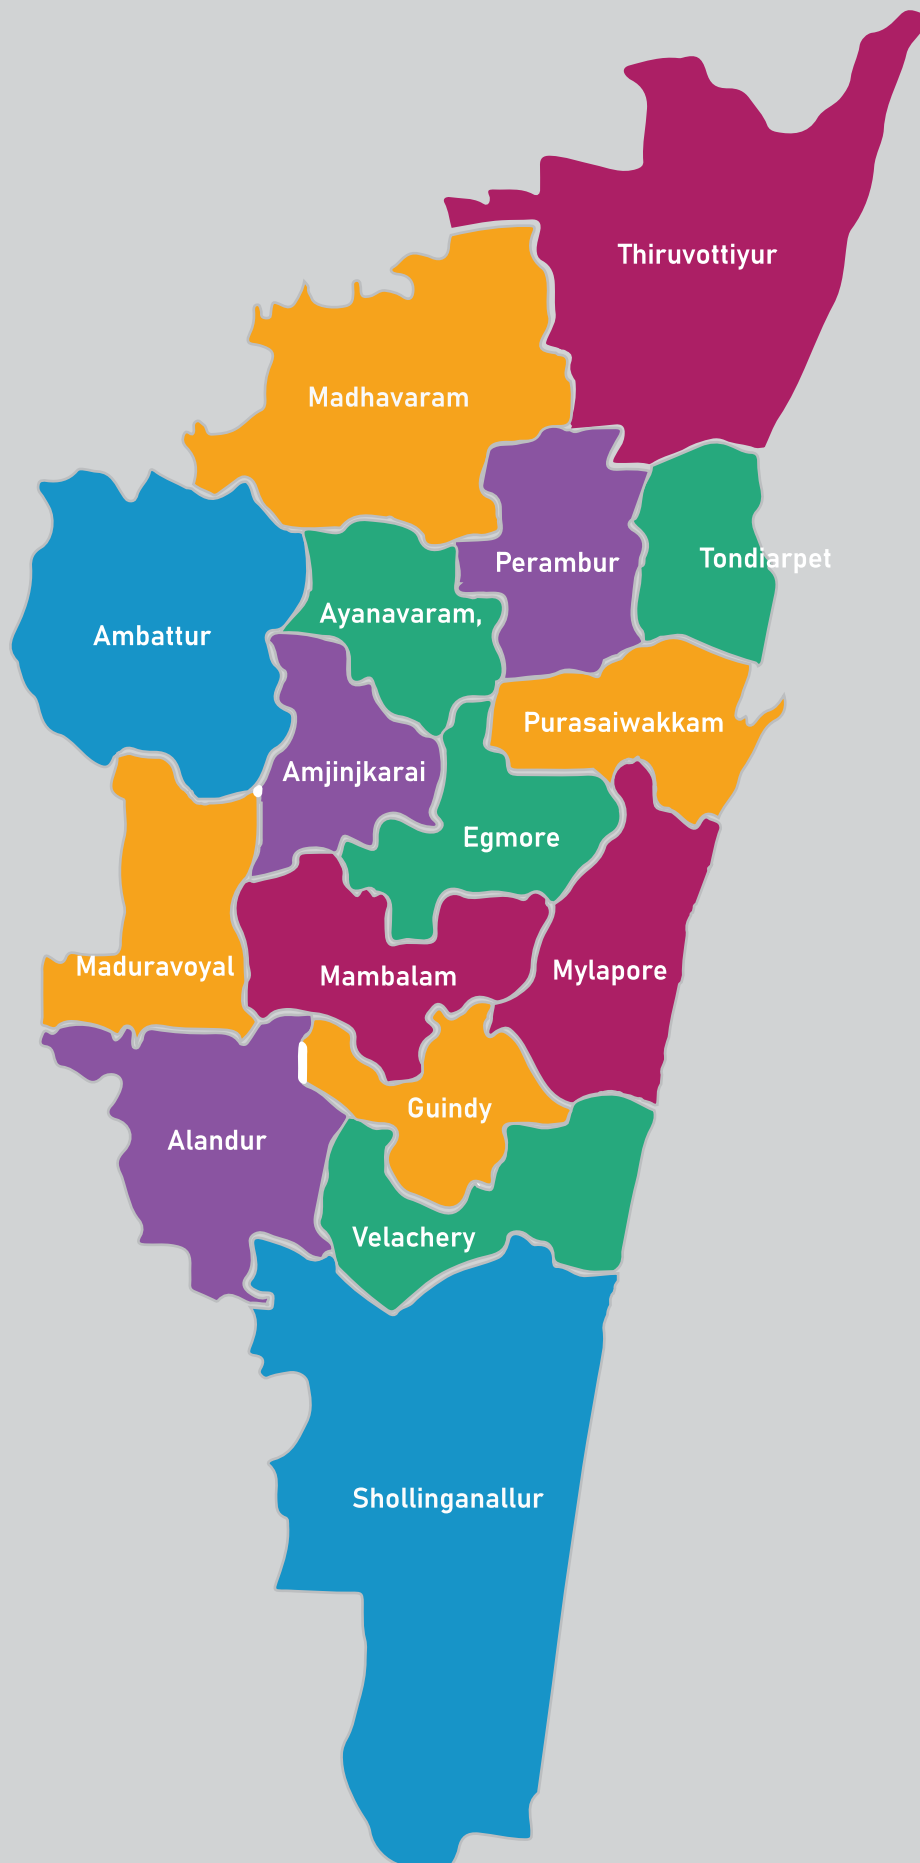 Thiruvottiyur
Madhavaram
Tondiarpet
Perambur
Ayanavaram,
Ambattur
Purasaiwakkam
Amjinjkarai
Egmore
Maduravoyal
Mylapore
Mambalam
Guindy
Alandur
Velachery
Shollinganallur